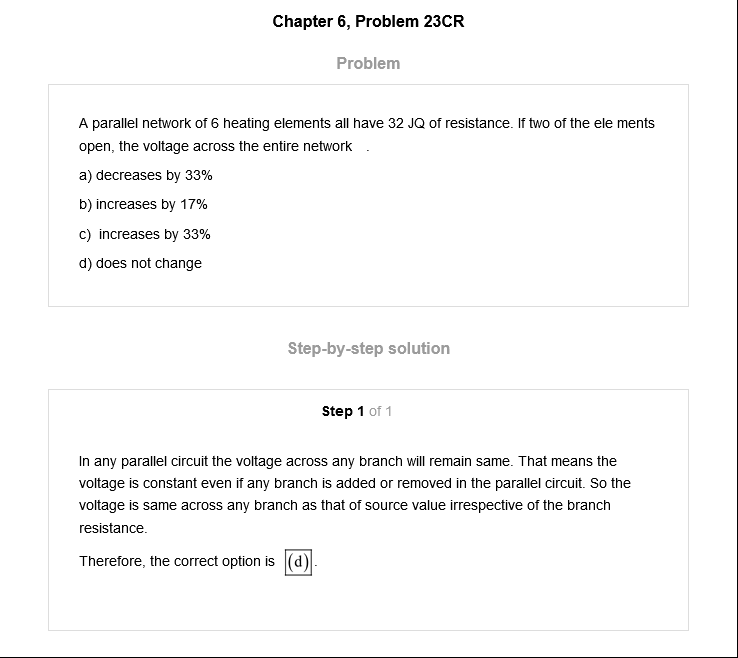 Chapter 6, Problem 23CR
Problem
A parallel network of 6 heating elements all have 32 JQ of resistance. If two of the ele ments
open, the voltage across the entire network .
a) decreases by 33%
b) increases by 17%
c) increases by 33%
d) does not change
Step-by-step solution
Step 1 of 1
In any parallel circuit the voltage across any branch will remain same. That means the
voltage is constant even if any branch is added or removed in the parallel circuit. So the
voltage is same across any branch as that of source value irrespective of the branch
resistance.
Therefore, the correct option is (d).